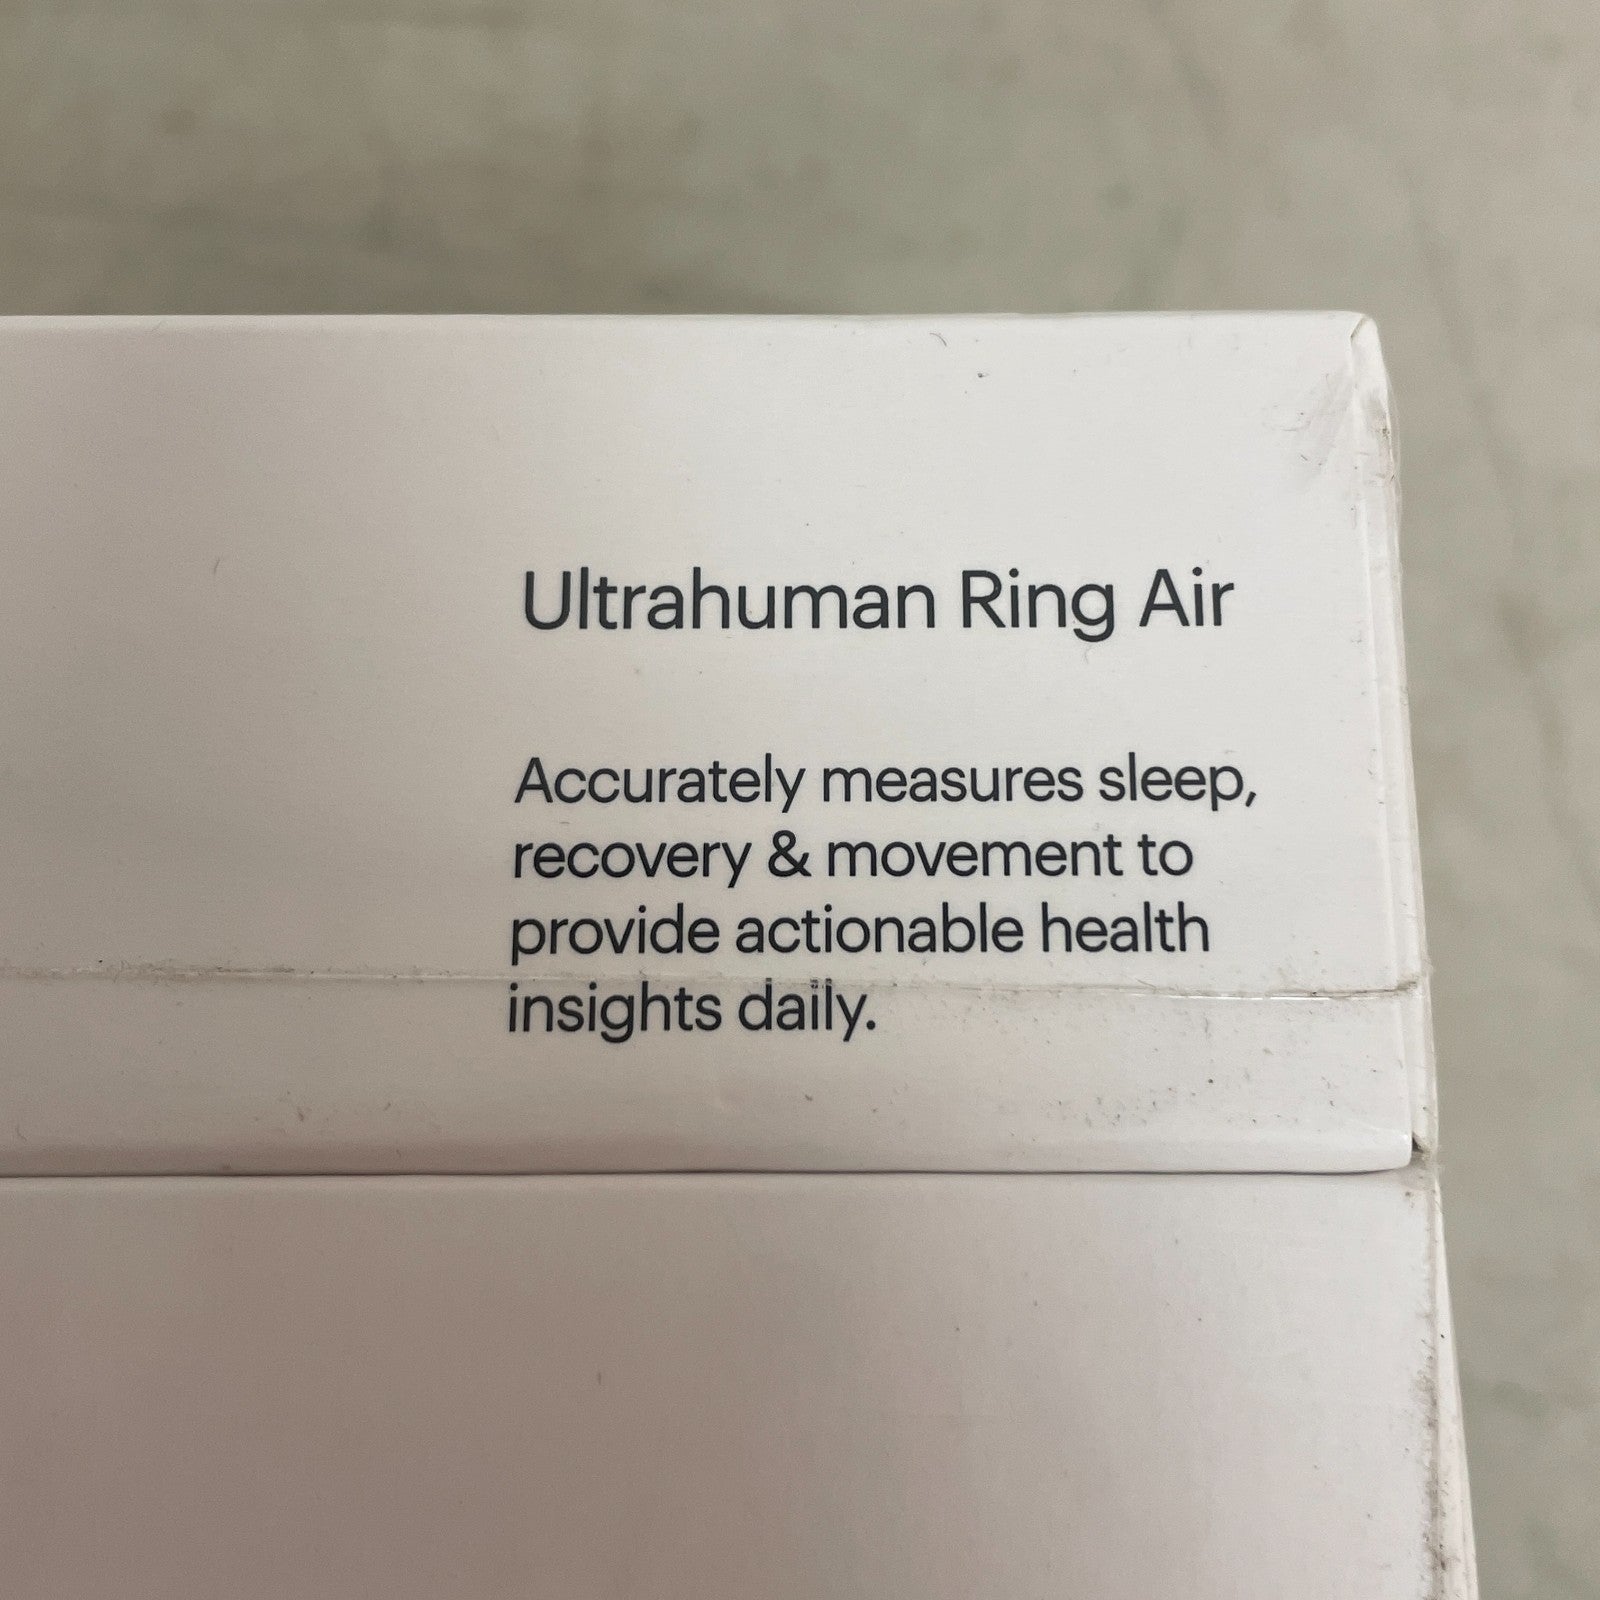 Ultrahuman Ring Air
Accurately measures sleep,
recovery & movement to
provide actionable health
insights daily.